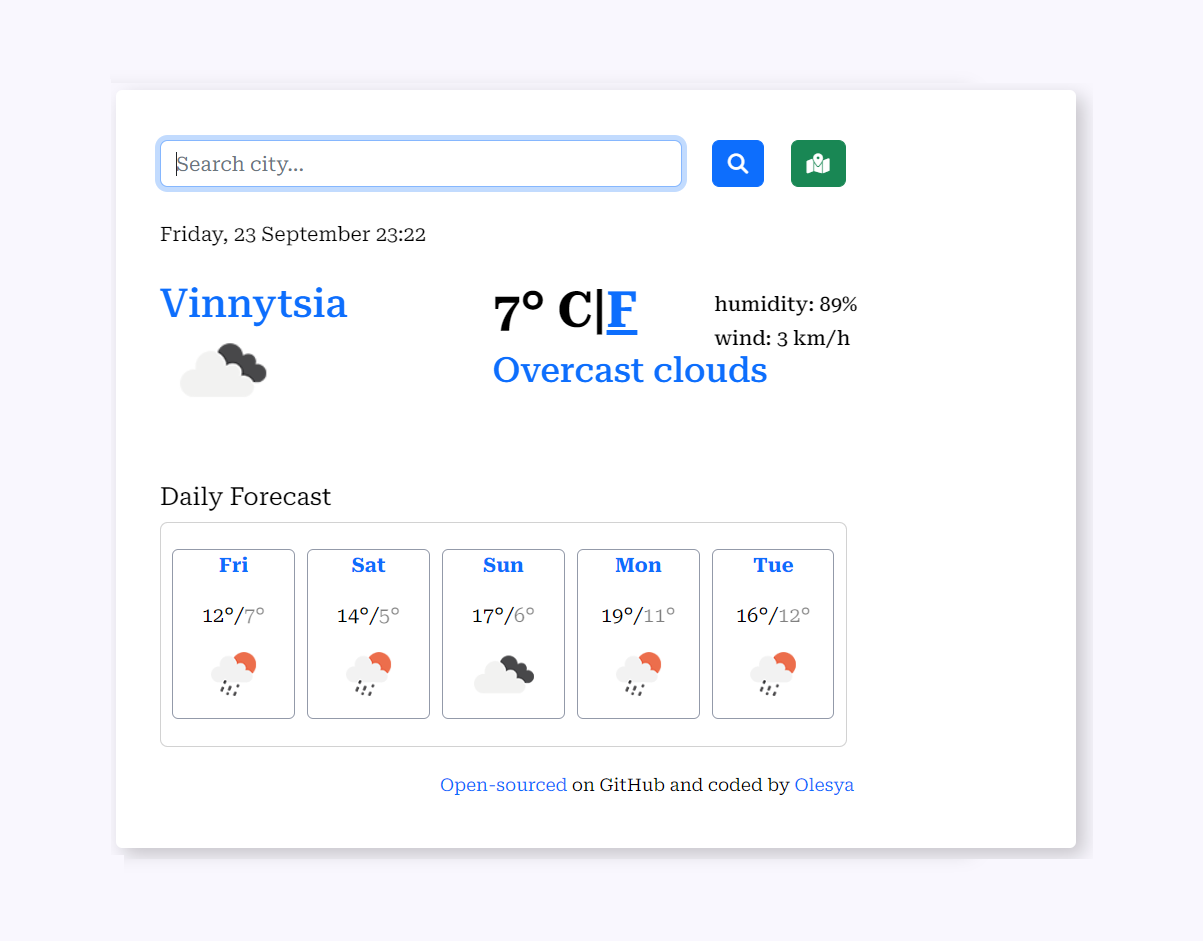 Search city...
Friday, 23 September 23:22
Vinnytsia
7° C|F
humidity: 89%
wind: 3 km/h
Overcast clouds
Daily Forecast
Fri Sat Sun Mon Tue
12°/7° 14°/5° 17°/6° 19°/11° 16°/12°
Open-sourced on GitHub and coded by Olesya